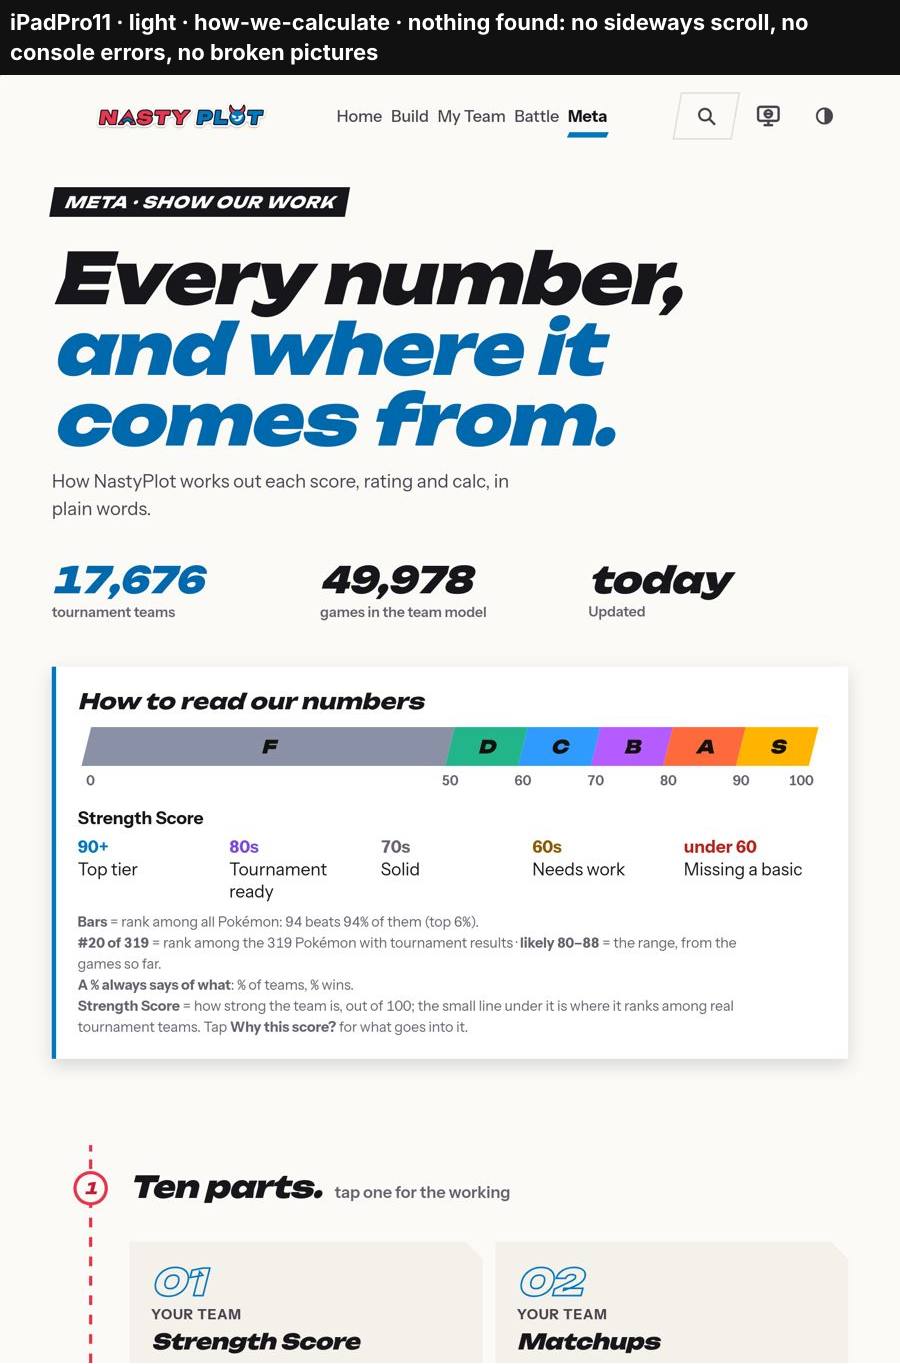 iPadPro11 · light · how-we-calculate · nothing found: no sideways scroll, no
console errors, no broken pictures
NASTY PLOT
Home Build My Team Battle Meta
META · SHOW OUR WORK
Every number,
and where it
comes from.
How NastyPlot works out each score, rating and calc, in
plain words.
17,676 49,978 today
tournament teams games in the team model Updated
How to read our numbers
F D C B A S
0 50 60 70 80 90 100
Strength Score
90+ 80s 70s 60s under 60
Top tier Tournament Solid Needs work Missing a basic
ready
Bars = rank among all Pokémon: 94 beats 94% of them (top 6%).
#20 of 319 = rank among the 319 Pokémon with tournament results · likely 80–88 = the range, from the
games so far.
A % always says of what: % of teams, % wins.
Strength Score = how strong the team is, out of 100; the small line under it is where it ranks among real
tournament teams. Tap Why this score? for what goes into it.
1 Ten parts. tap one for the working
01 02
YOUR TEAM YOUR TEAM
Strength Score Matchups